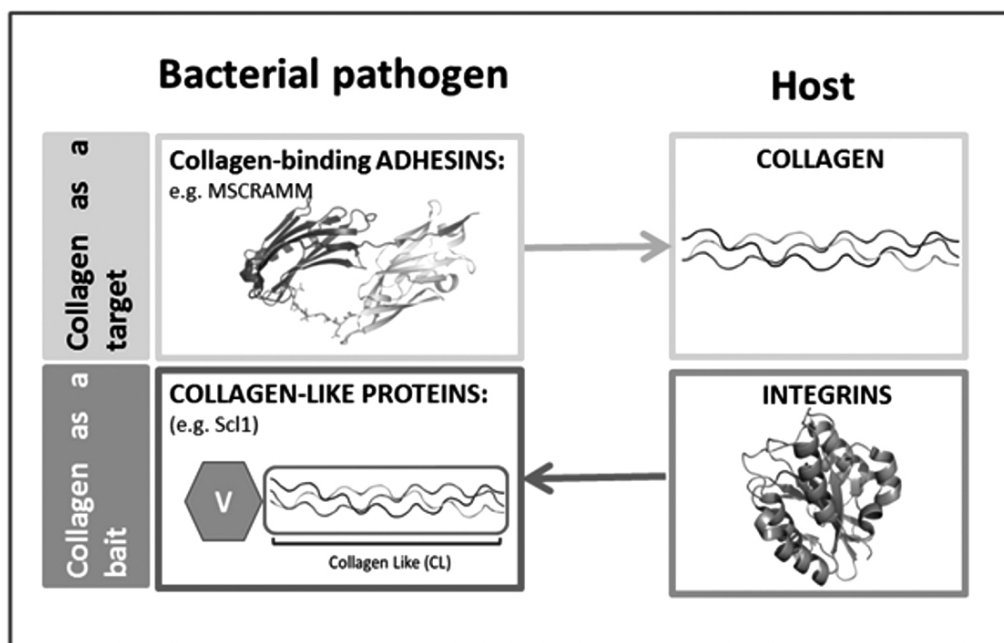 Bacterial pathogen
Host
Collagen as a
target
Collagen-binding ADHESINS:
e.g. MSCRAMM
COLLAGEN
Collagen as a
bait
COLLAGEN-LIKE PROTEINS:
(e.g. Scl1)
V
Collagen Like (CL)
INTEGRINS